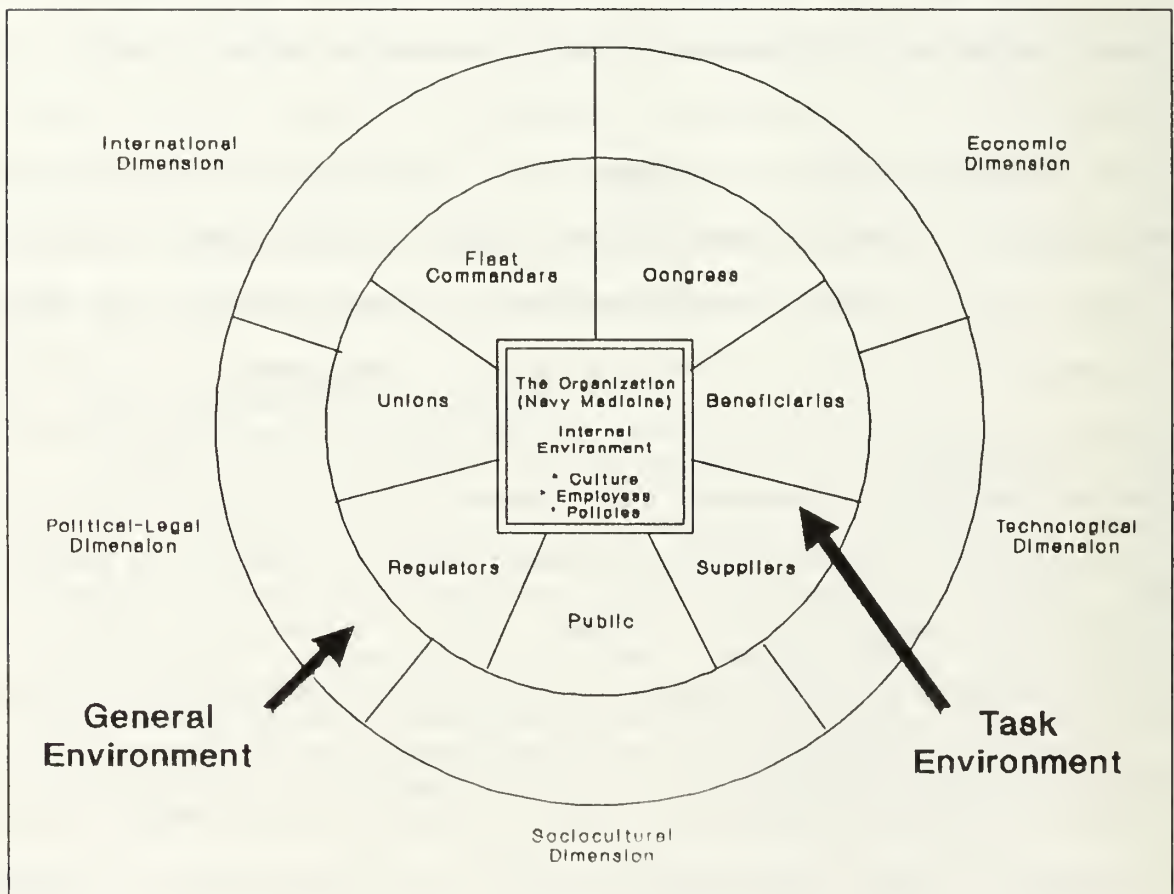 International
Dimension
Economic
Dimension
Fleet
Commanders
Congress
The Organization
(Navy Medicine)
Internal
Environment
* Culture
* Employees
* Policies
Unions
Beneficiaries
Political-Legal
Dimension
Technological
Dimension
Regulators
Suppliers
Public
General
Environment
Task
Environment
Sociocultural
Dimension